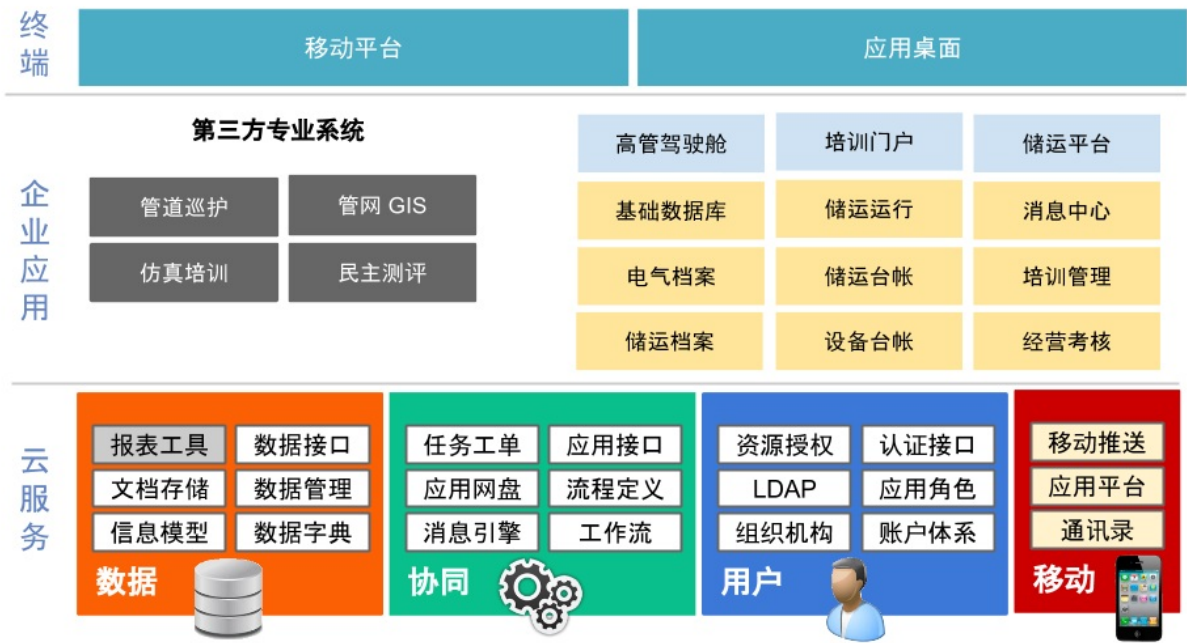 终端
移动平台
应用桌面
企业应用
第三方专业系统
管道巡护
管网 GIS
仿真培训
民主测评
高管驾驶舱
培训门户
储运平台
基础数据库
储运运行
消息中心
电气档案
储运台帐
培训管理
储运档案
设备台帐
经营考核
云服务
报表工具
数据接口
文档存储
数据管理
信息模型
数据字典
数据
任务工单
应用接口
应用网盘
流程定义
消息引擎
工作流
协同
资源授权
认证接口
LDAP
应用角色
组织机构
账户体系
用户
移动推送
应用平台
通讯录
移动